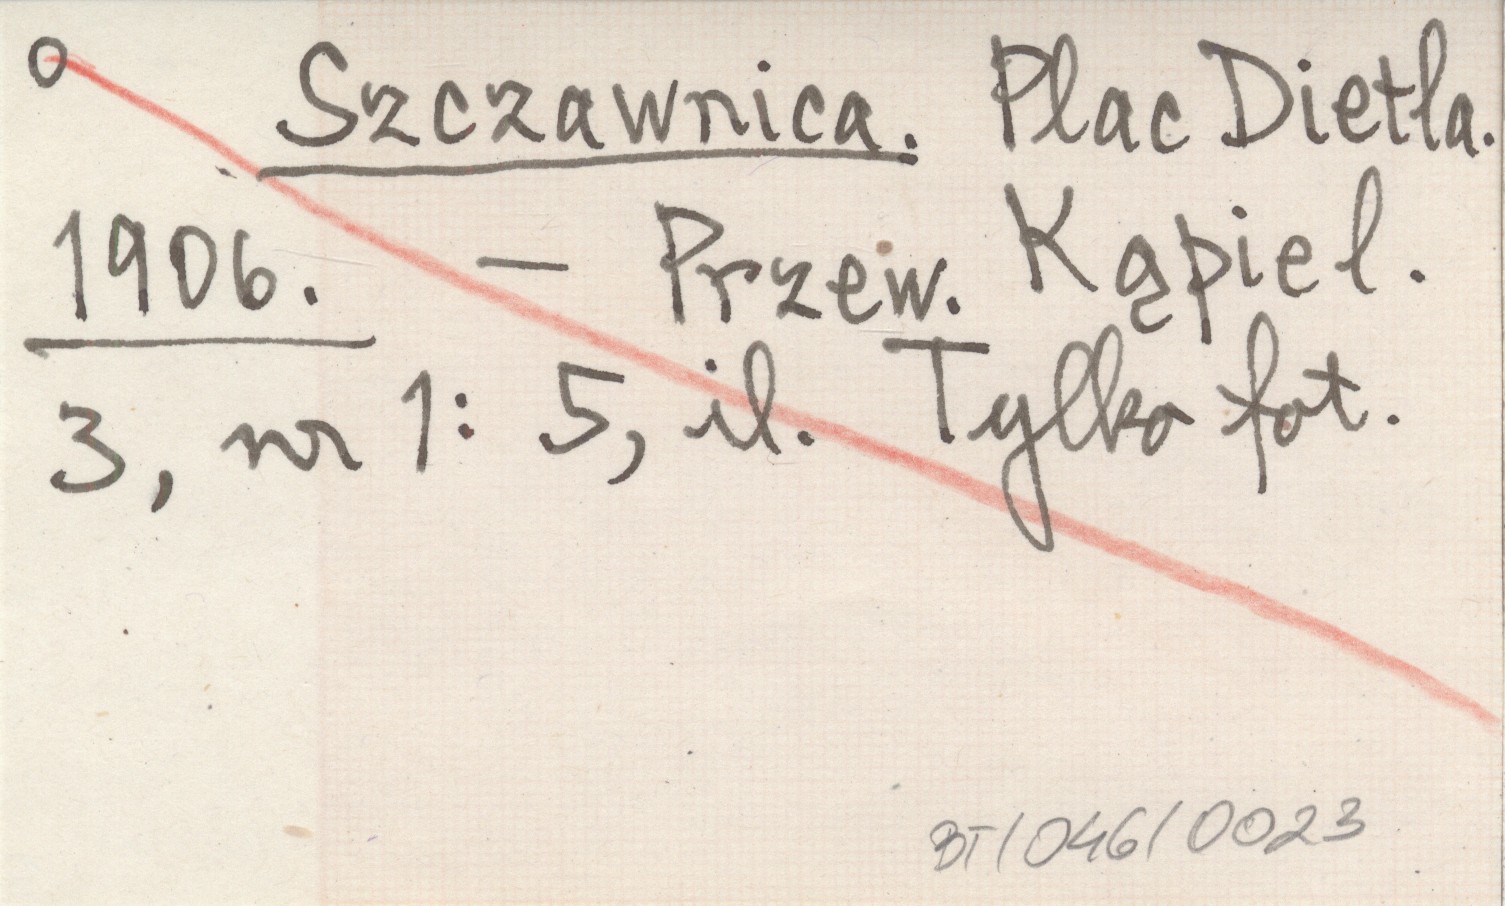 O Szczawnica. Plac Dietla.
1906. — Przew. Kąpiel.
3, nr 1: 5, il. Tylko fot.
BT/046/0023